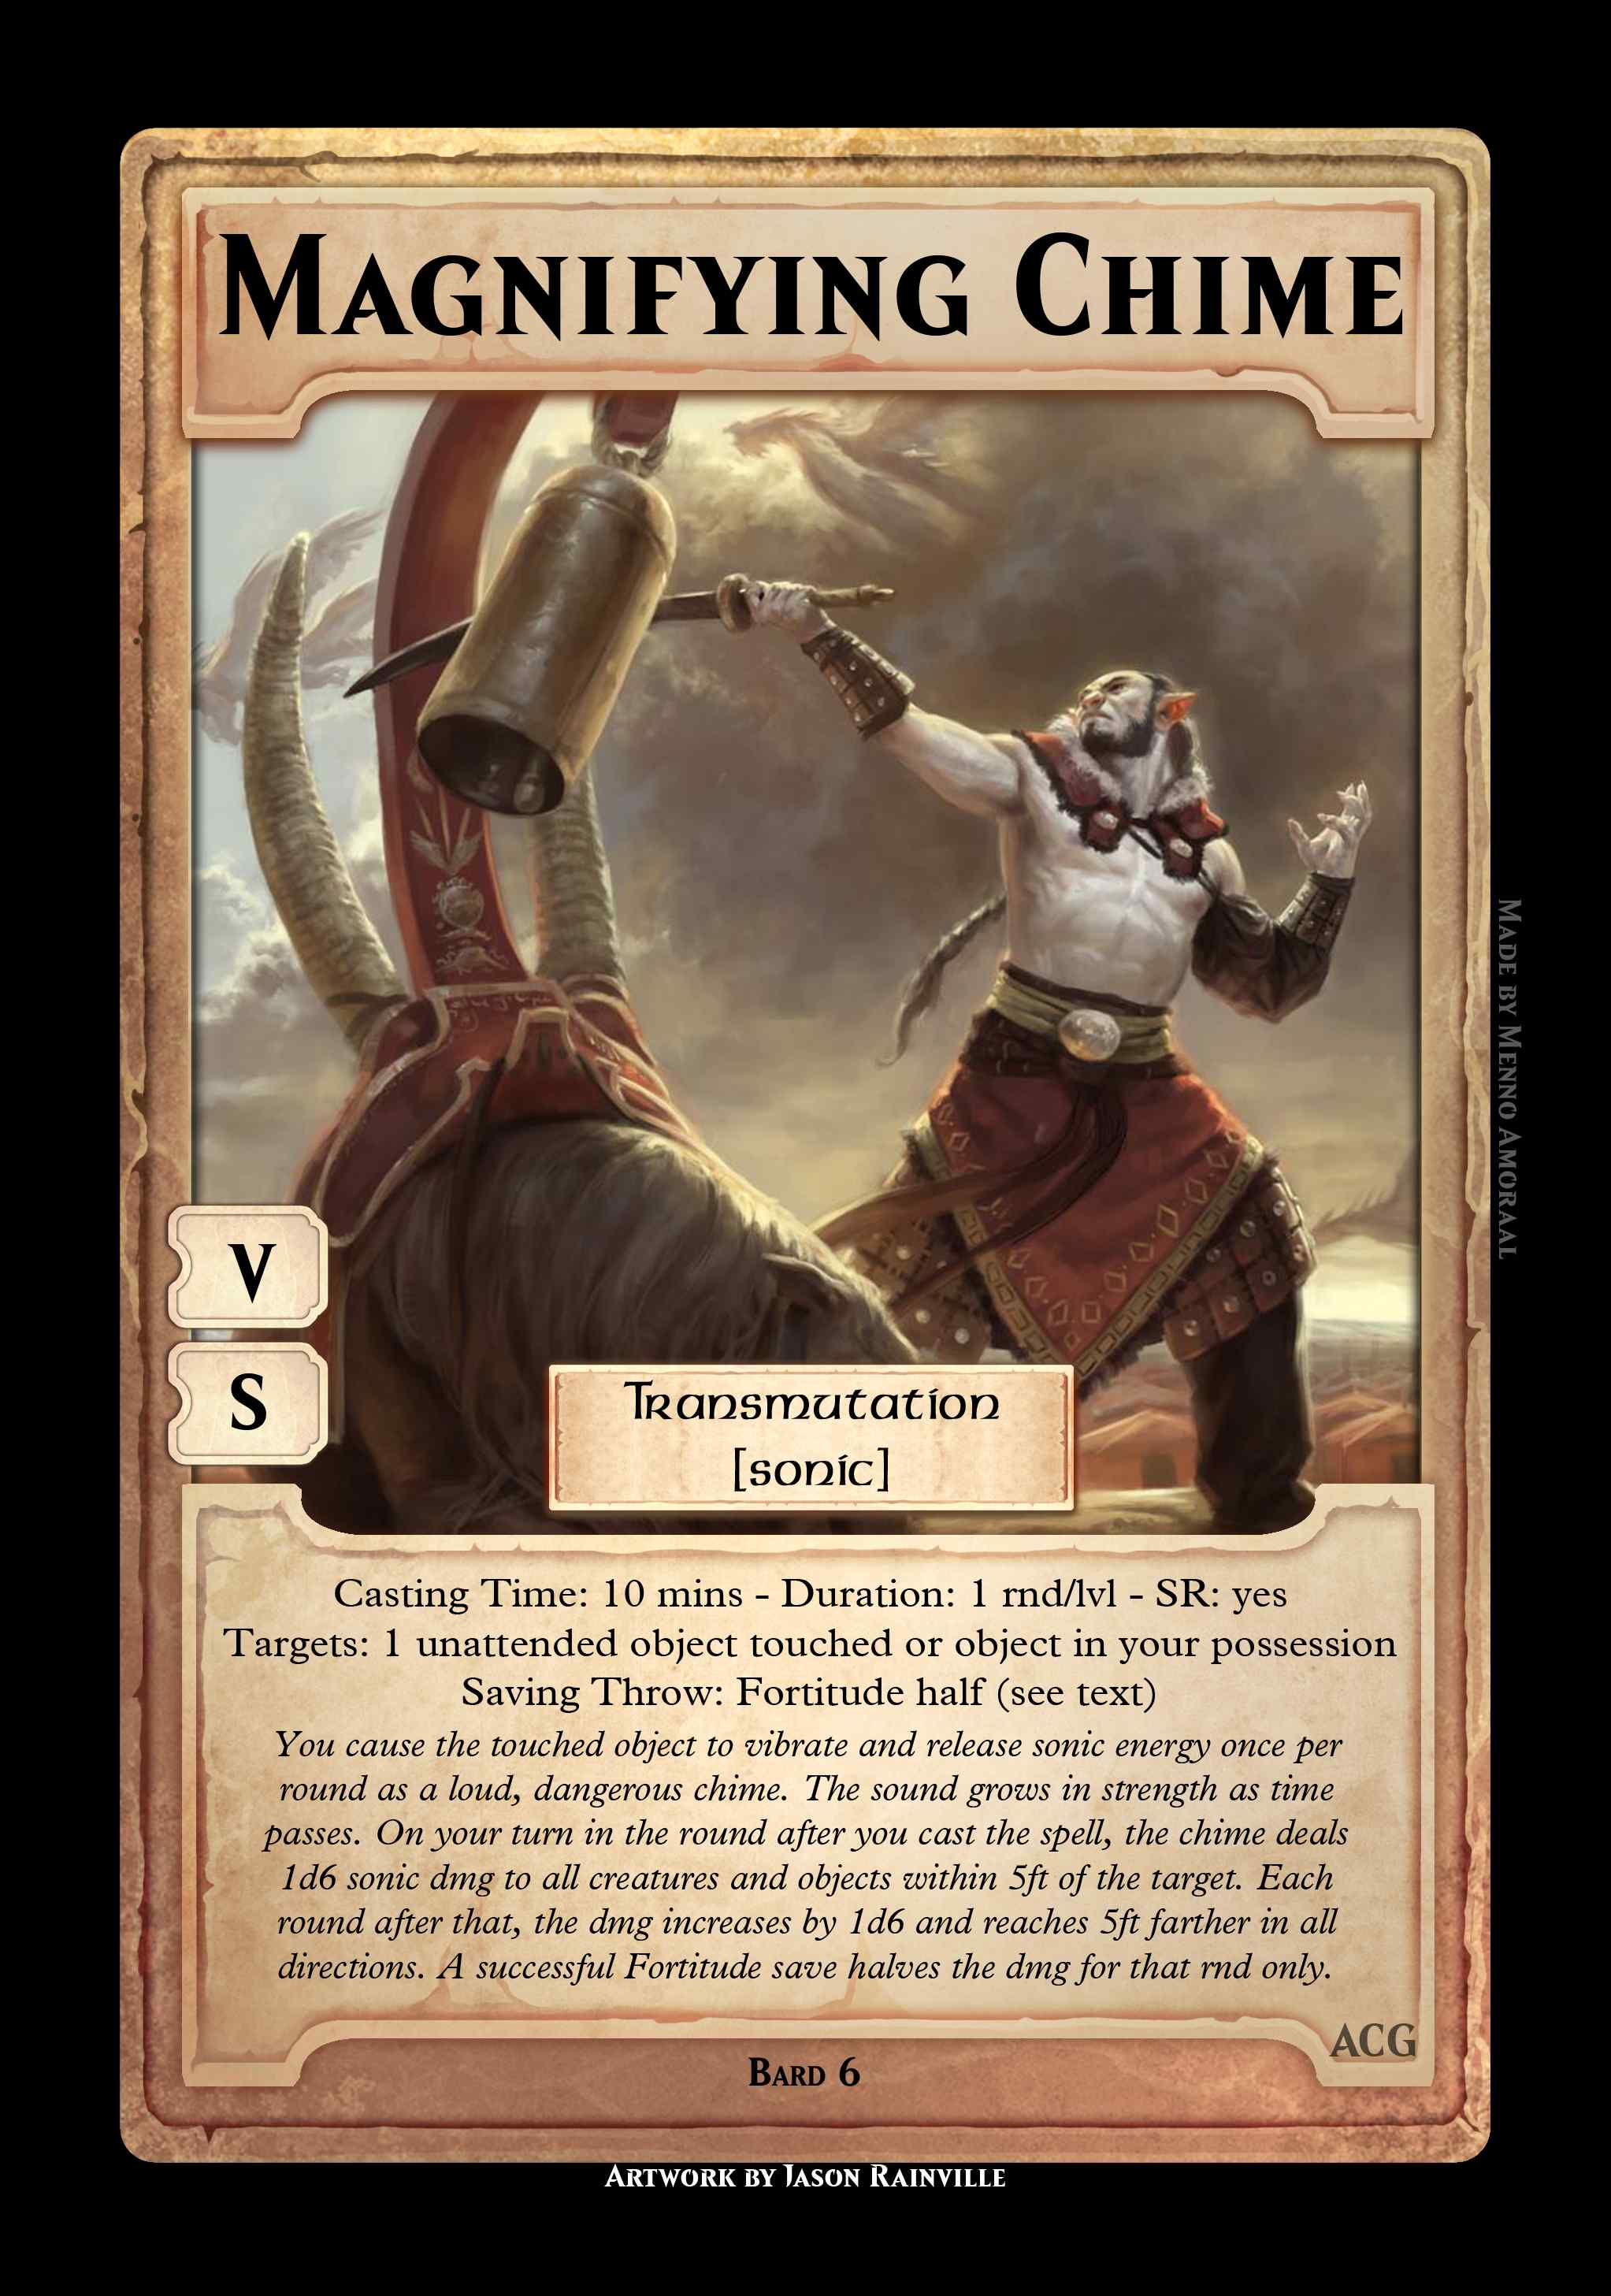 Magnifying Chime
V
S
Transmutation
[sonic]
Casting Time: 10 mins - Duration: 1 rnd/lvl - SR: yes
Targets: 1 unattended object touched or object in your possession
Saving Throw: Fortitude half (see text)
You cause the touched object to vibrate and release sonic energy once per
round as a loud, dangerous chime. The sound grows in strength as time
passes. On your turn in the round after you cast the spell, the chime deals
1d6 sonic dmg to all creatures and objects within 5ft of the target. Each
round after that, the dmg increases by 1d6 and reaches 5ft farther in all
directions. A successful Fortitude save halves the dmg for that rnd only.
ACG
Bard 6
Artwork by Jason Rainville
Made by Menno Amoraal